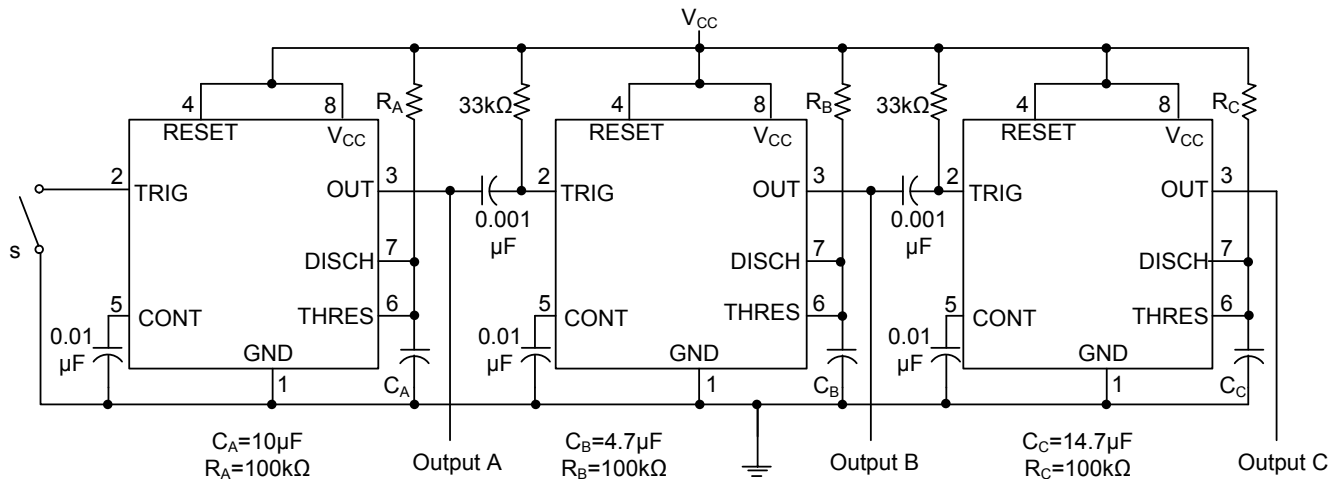 VCC
RA
33kΩ
RB
33kΩ
RC
4
8
4
8
4
8
RESET
VCC
RESET
VCC
RESET
VCC
2
TRIG
OUT
3
2
TRIG
OUT
3
2
TRIG
OUT
3
0.001
µF
0.001
µF
S
DISCH
7
DISCH
7
DISCH
7
5
CONT
THRES
6
5
CONT
THRES
6
5
CONT
THRES
6
0.01
µF
0.01
µF
0.01
µF
GND
GND
GND
1
CA
1
CB
1
CC
CA=10µF
RA=100kΩ
Output A
CB=4.7µF
RB=100kΩ
Output B
CC=14.7µF
RC=100kΩ
Output C